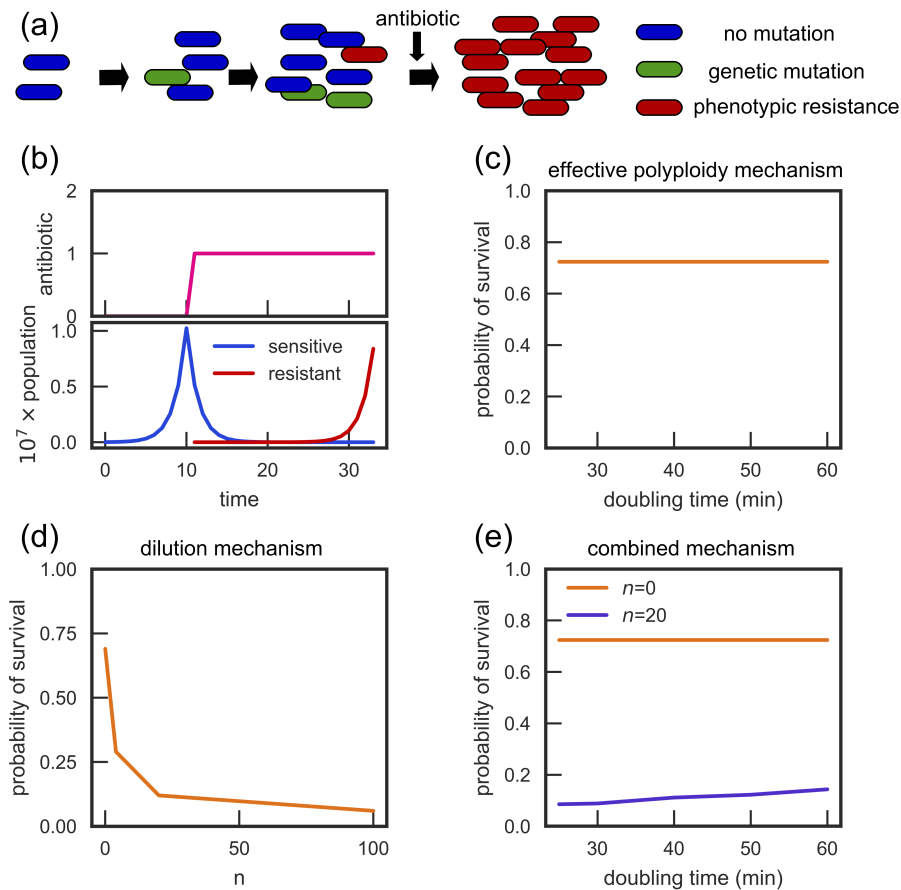 (a)
antibiotic
no mutation
genetic mutation
phenotypic resistance
(b)
2
1
0
antibiotic
1.0
0.5
0.0
10⁷ × population
sensitive
resistant
0 10 20 30
time
(c)
effective polyploidy mechanism
1.0
0.8
0.6
0.4
0.2
0.0
probability of survival
30 40 50 60
doubling time (min)
(d)
dilution mechanism
1.00
0.75
0.50
0.25
0.00
probability of survival
0 50 100
n
(e)
combined mechanism
n=0
n=20
1.0
0.8
0.6
0.4
0.2
0.0
probability of survival
30 40 50 60
doubling time (min)